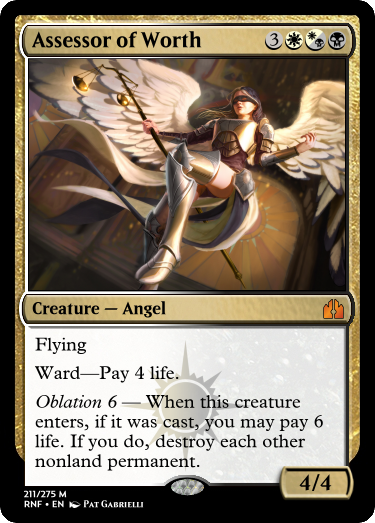 Assessor of Worth
3
Creature — Angel
Flying
Ward—Pay 4 life.
Oblation 6 — When this creature
enters, if it was cast, you may pay 6
life. If you do, destroy each other
nonland permanent.
4/4
211/275 M
RNF • EN Pat Gabrielli